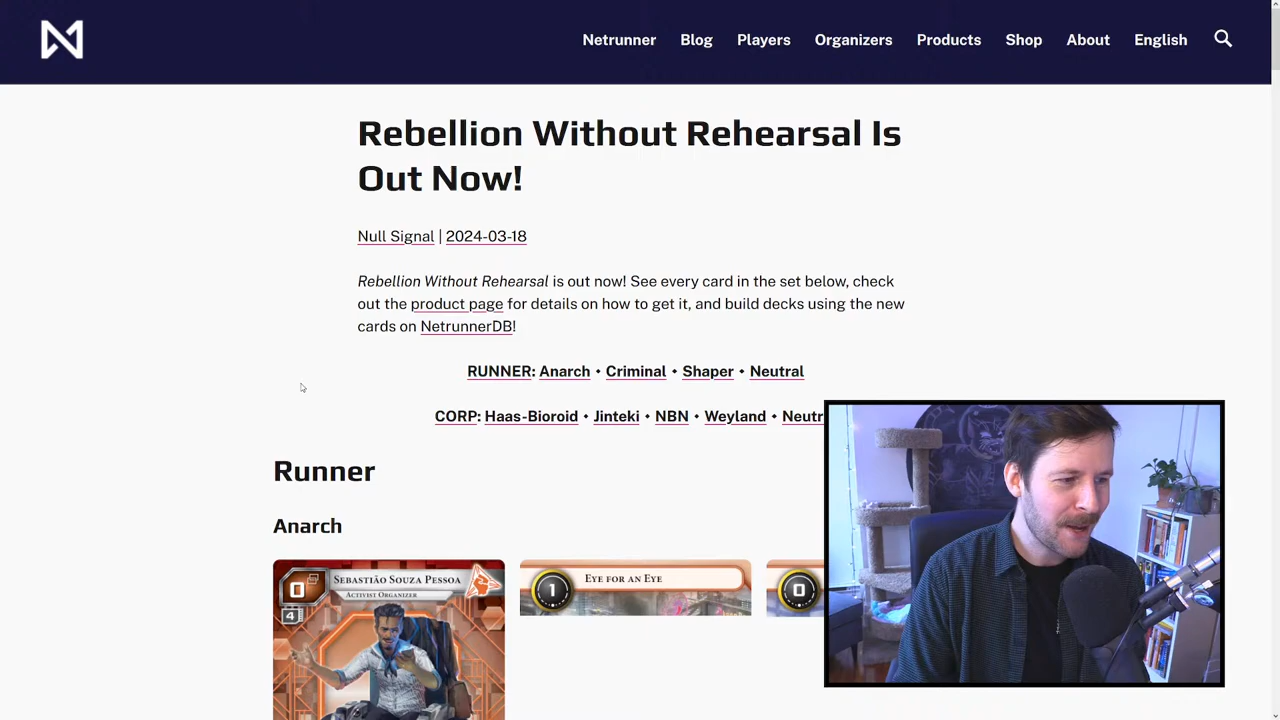 Netrunner Blog Players Organizers Products Shop About English
Rebellion Without Rehearsal Is
Out Now!
Null Signal | 2024-03-18
Rebellion Without Rehearsal is out now! See every card in the set below, check
out the product page for details on how to get it, and build decks using the new
cards on NetrunnerDB!
RUNNER: Anarch • Criminal • Shaper • Neutral
CORP: Haas-Bioroid • Jinteki • NBN • Weyland • Neutr
Runner
Anarch
0 Sebastião Souza Pessoa
Activist Organizer
4
1 Eye for an Eye
0